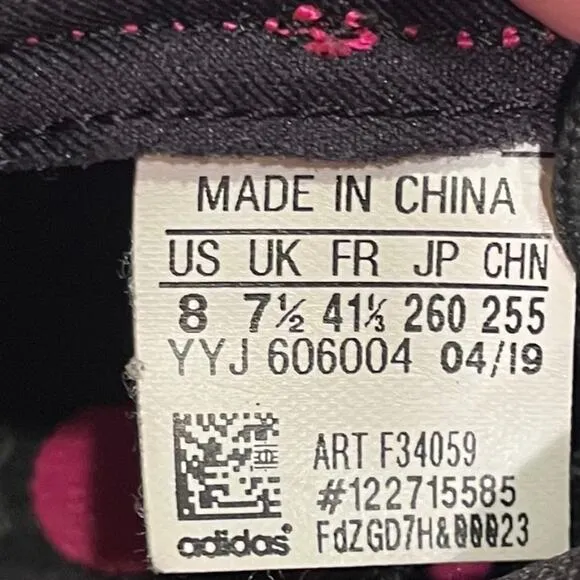 MADE IN CHINA
US UK FR JP CHN
8 7½ 41⅓ 260 255
YYJ 606004 04/19
ART F34059
#122715585
adidas